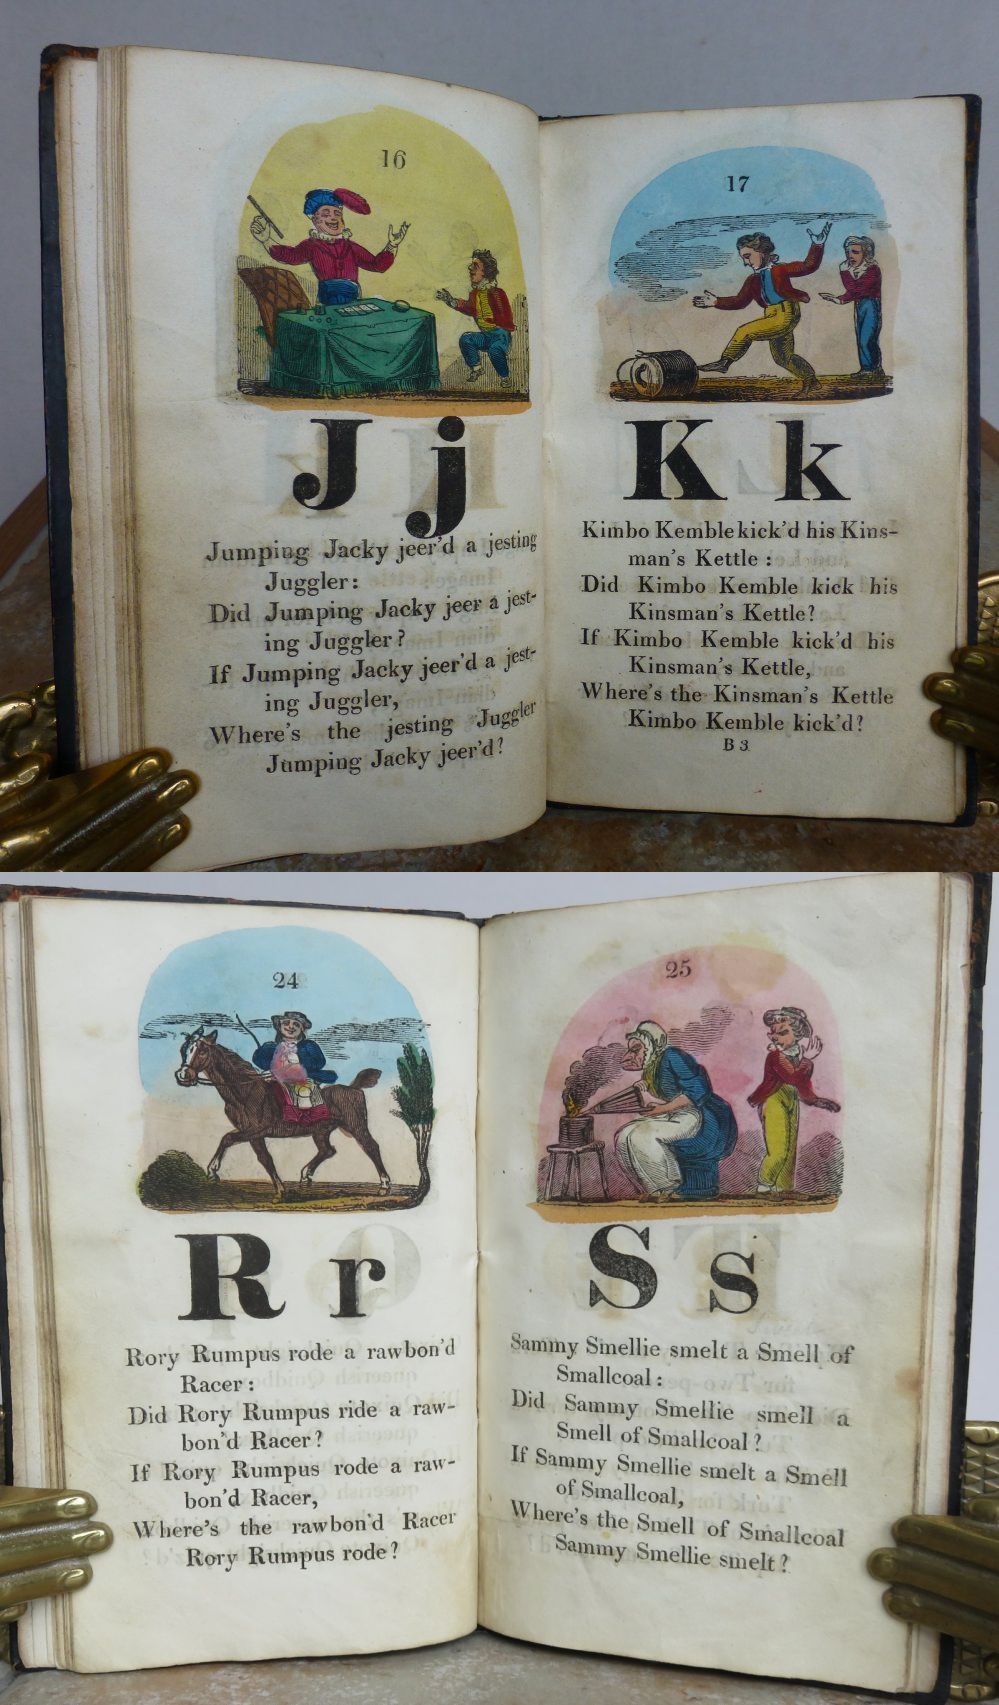 16
J j
Jumping Jacky jeer'd a jesting
Juggler:
Did Jumping Jacky jeer a jest-
ing Juggler?
If Jumping Jacky jeer'd a jest-
ing Juggler,
Where's the jesting Juggler
Jumping Jacky jeer'd?
17
K k
Kimbo Kemble kick'd his Kins-
man's Kettle:
Did Kimbo Kemble kick his
Kinsman's Kettle?
If Kimbo Kemble kick'd his
Kinsman's Kettle,
Where's the Kinsman's Kettle
Kimbo Kemble kick'd?
B 3
24
R r
Rory Rumpus rode a rawbon'd
Racer:
Did Rory Rumpus ride a raw-
bon'd Racer?
If Rory Rumpus rode a raw-
bon'd Racer,
Where's the rawbon'd Racer
Rory Rumpus rode?
25
S s
Sammy Smellie smelt a Smell of
Smallcoal:
Did Sammy Smellie smell a
Smell of Smallcoal?
If Sammy Smellie smelt a Smell
of Smallcoal,
Where's the Smell of Smallcoal
Sammy Smellie smelt?